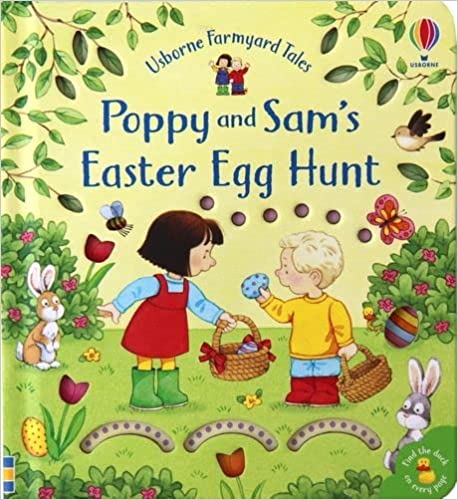 Usborne Farmyard Tales
USBORNE
Poppy and Sam's
Easter Egg Hunt
Find the duck
on every page